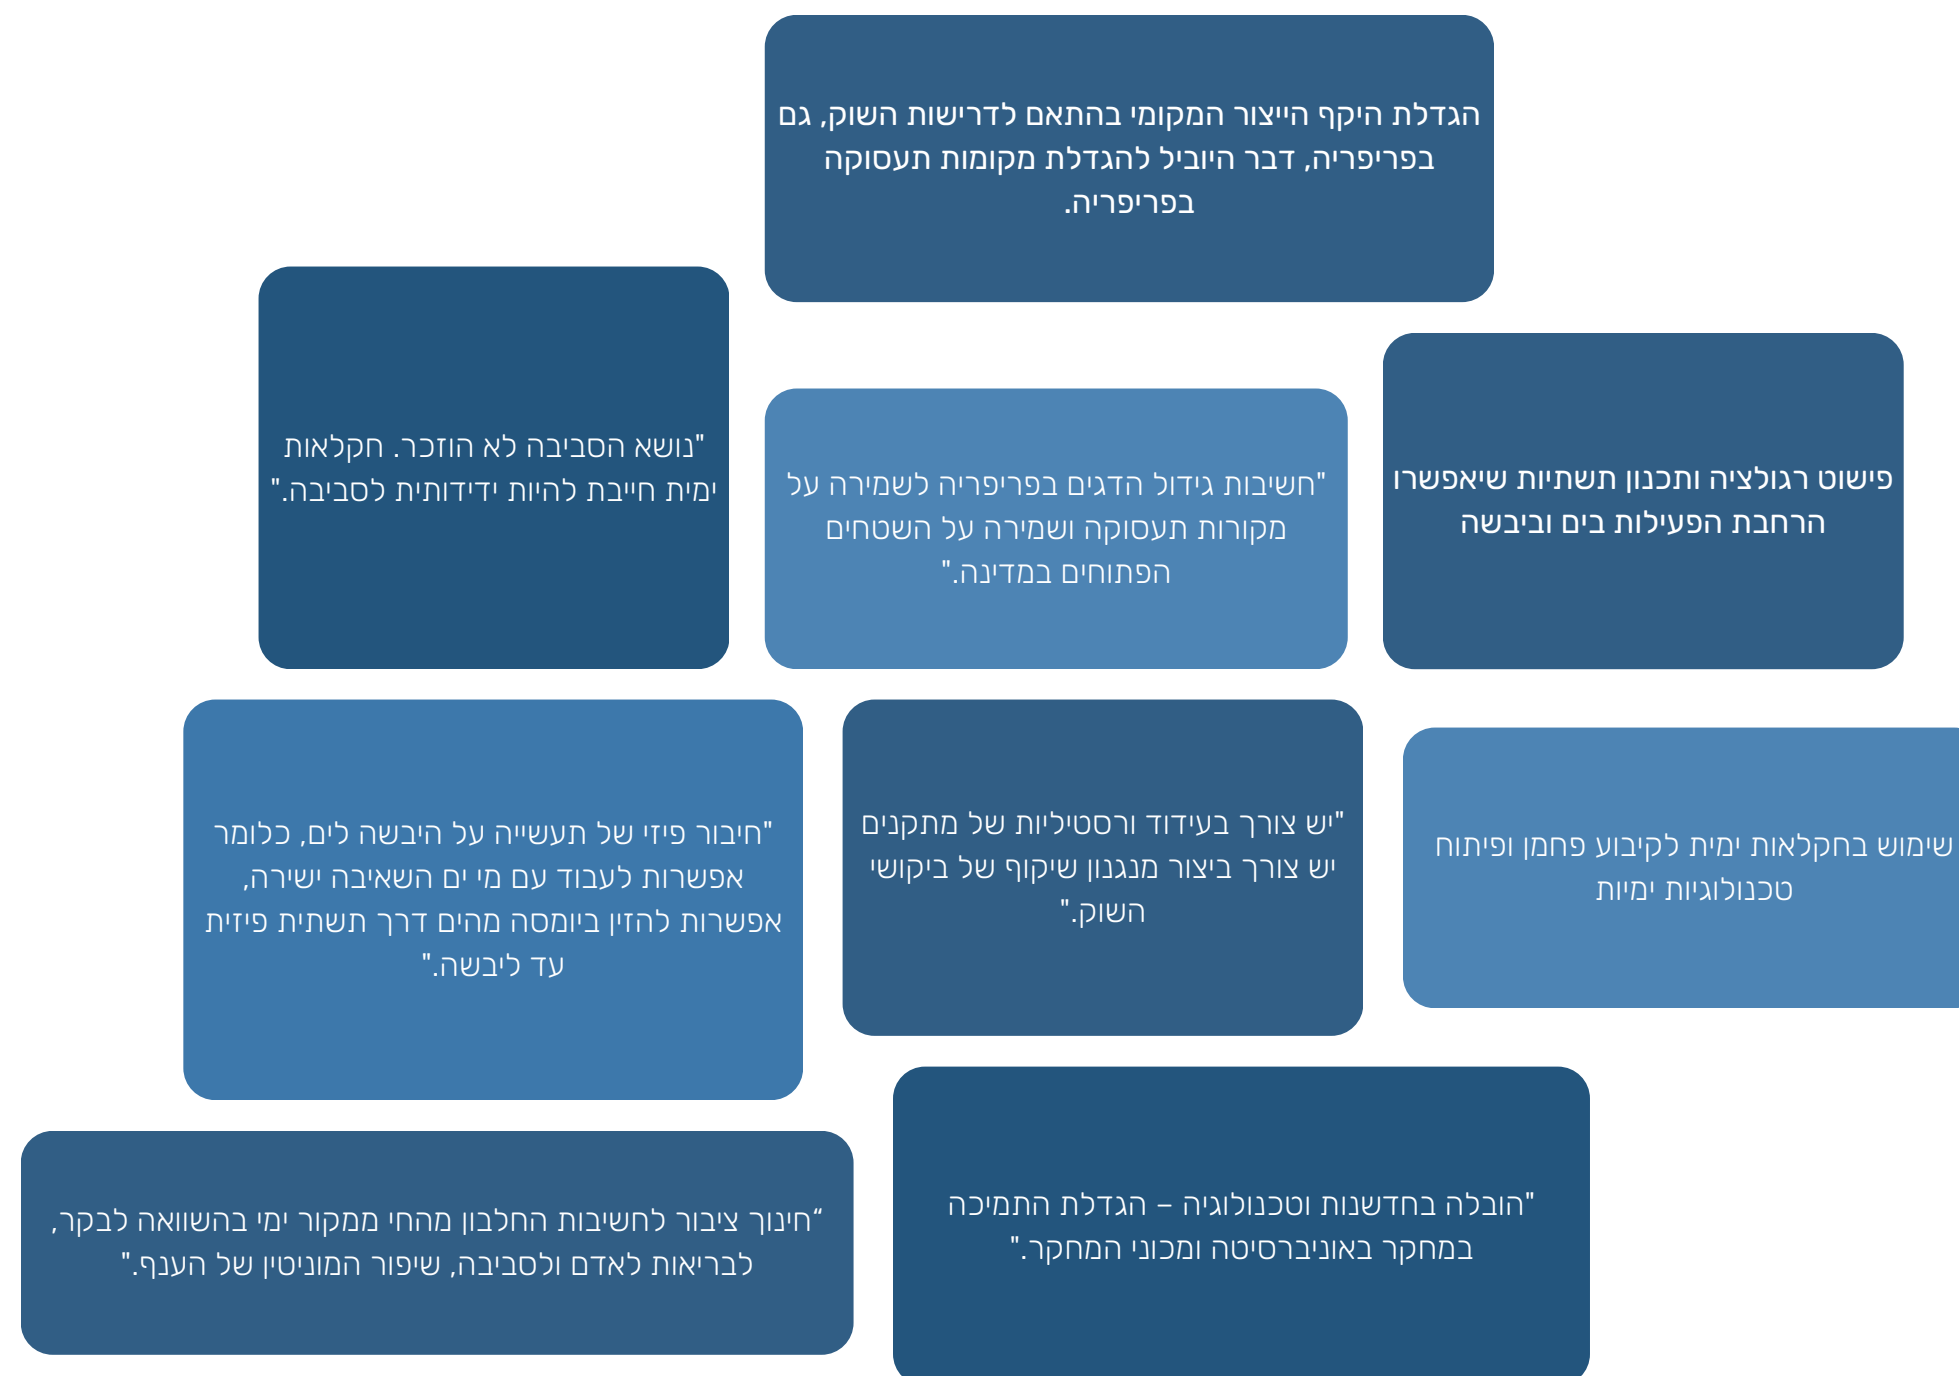 הגדלת היקף הייצור המקומי בהתאם לדרישות השוק, גם
בפריפריה, דבר היוביל להגדלת מקומות תעסוקה
בפריפריה.
פישוט רגולציה ותכנון תשתיות שיאפשרו
הרחבת הפעילות בים וביבשה
"חשיבות גידול הדגים בפריפריה לשמירה על
מקורות תעסוקה ושמירה על השטחים
הפתוחים במדינה."
"נושא הסביבה לא הוזכר. חקלאות
ימית חייבת להיות ידידותית לסביבה."
שימוש בחקלאות ימית לקיבוע פחמן ופיתוח
טכנולוגיות ימיות
"יש צורך בעידוד ורסטיליות של מתקנים
יש צורך ביצור מנגנון שיקוף של ביקושי
השוק."
"חיבור פיזי של תעשייה על היבשה לים, כלומר
אפשרות לעבוד עם מי ים השאיבה ישירה,
אפשרות להזין ביומסה מהים דרך תשתית פיזית
עד ליבשה."
"הובלה בחדשנות וטכנולוגיה – הגדלת התמיכה
במחקר באוניברסיטה ומכוני המחקר."
“חינוך ציבור לחשיבות החלבון מהחי ממקור ימי בהשוואה לבקר,
לבריאות לאדם ולסביבה, שיפור המוניטין של הענף."